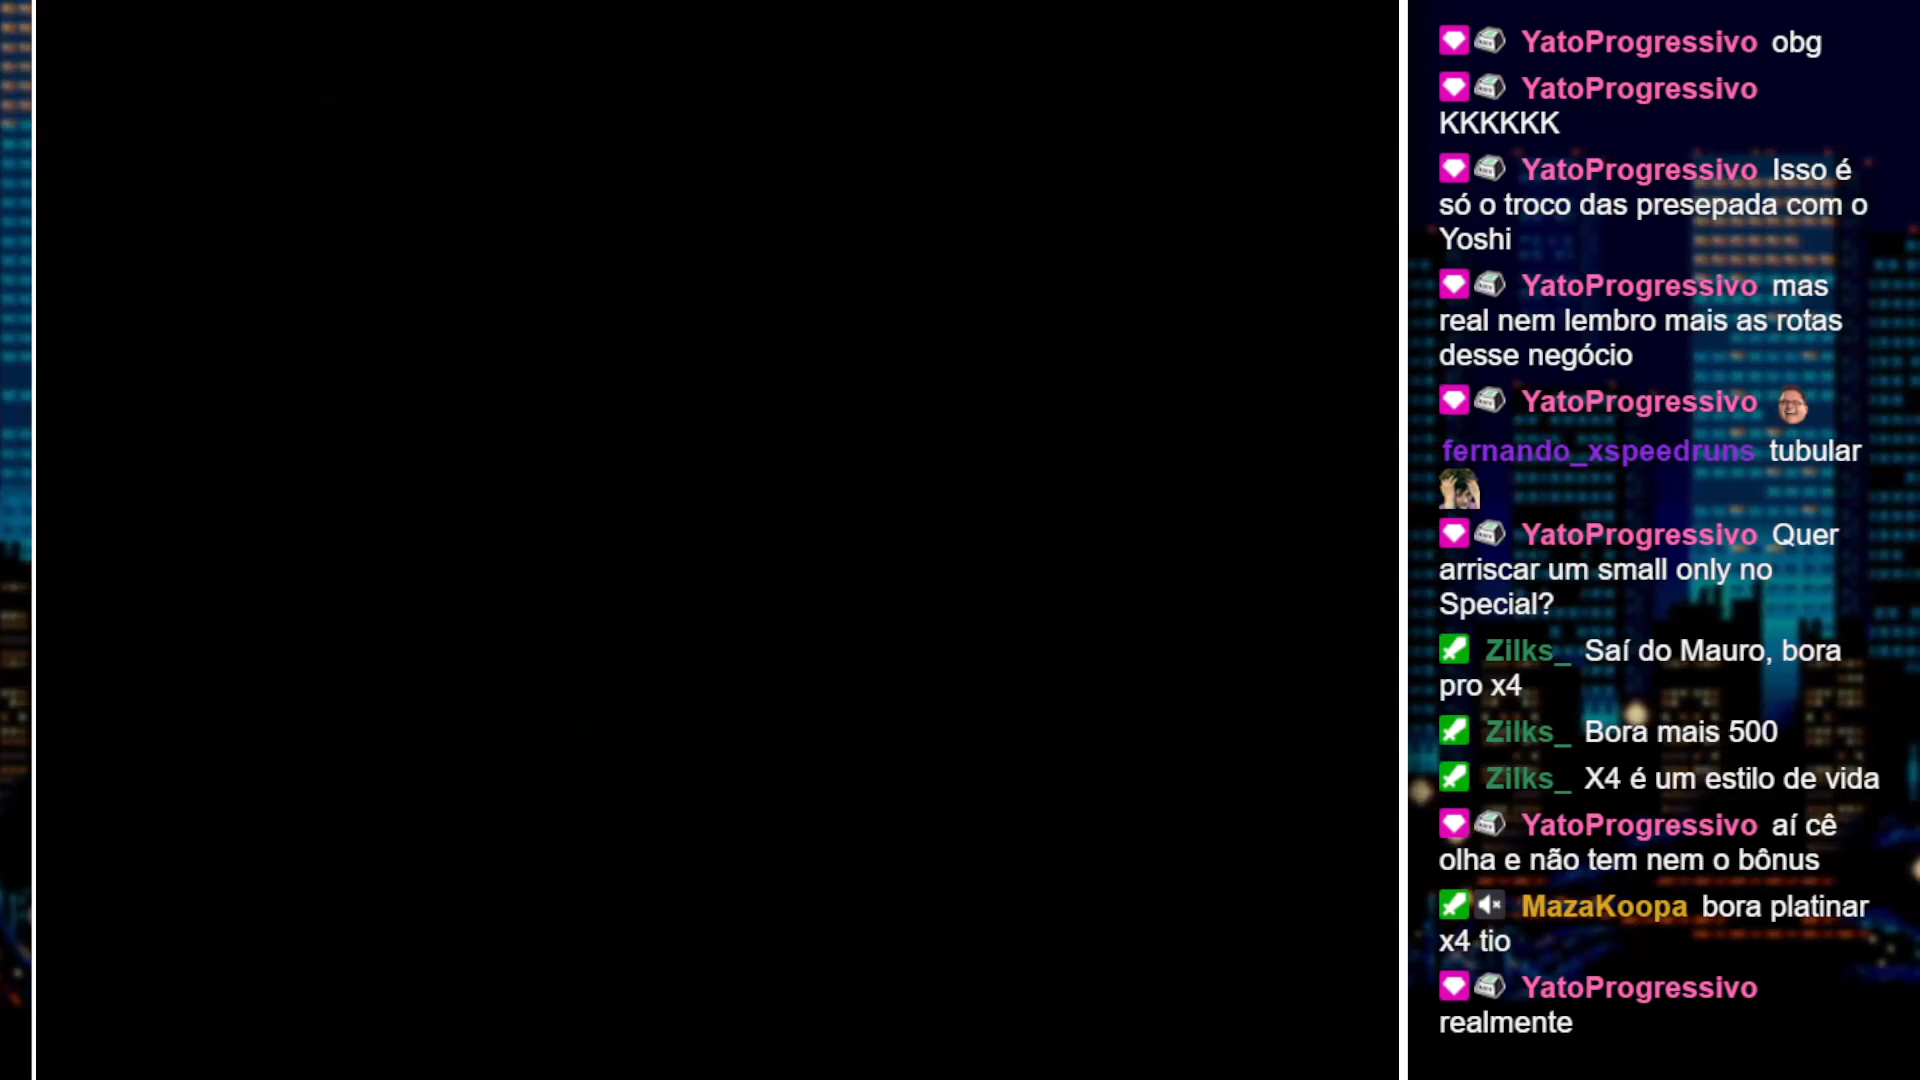 YatoProgressivo obg
YatoProgressivo
KKKKKK
YatoProgressivo Isso é
só o troco das presepada com o
Yoshi
YatoProgressivo mas
real nem lembro mais as rotas
desse negócio
YatoProgressivo
fernando_xspeedruns tubular
YatoProgressivo Quer
arriscar um small only no
Special?
Zilks_ Saí do Mauro, bora
pro x4
Zilks_ Bora mais 500
Zilks_ X4 é um estilo de vida
YatoProgressivo aí cê
olha e não tem nem o bônus
MazaKoopa bora platinar
x4 tio
YatoProgressivo
realmente